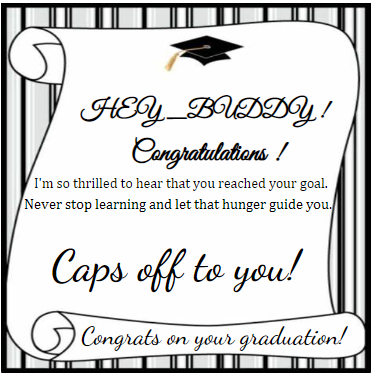 HEY_BUDDY !
Congratulations !
I'm so thrilled to hear that you reached your goal.
Never stop learning and let that hunger guide you.
Caps off to you!
Congrats on your graduation!